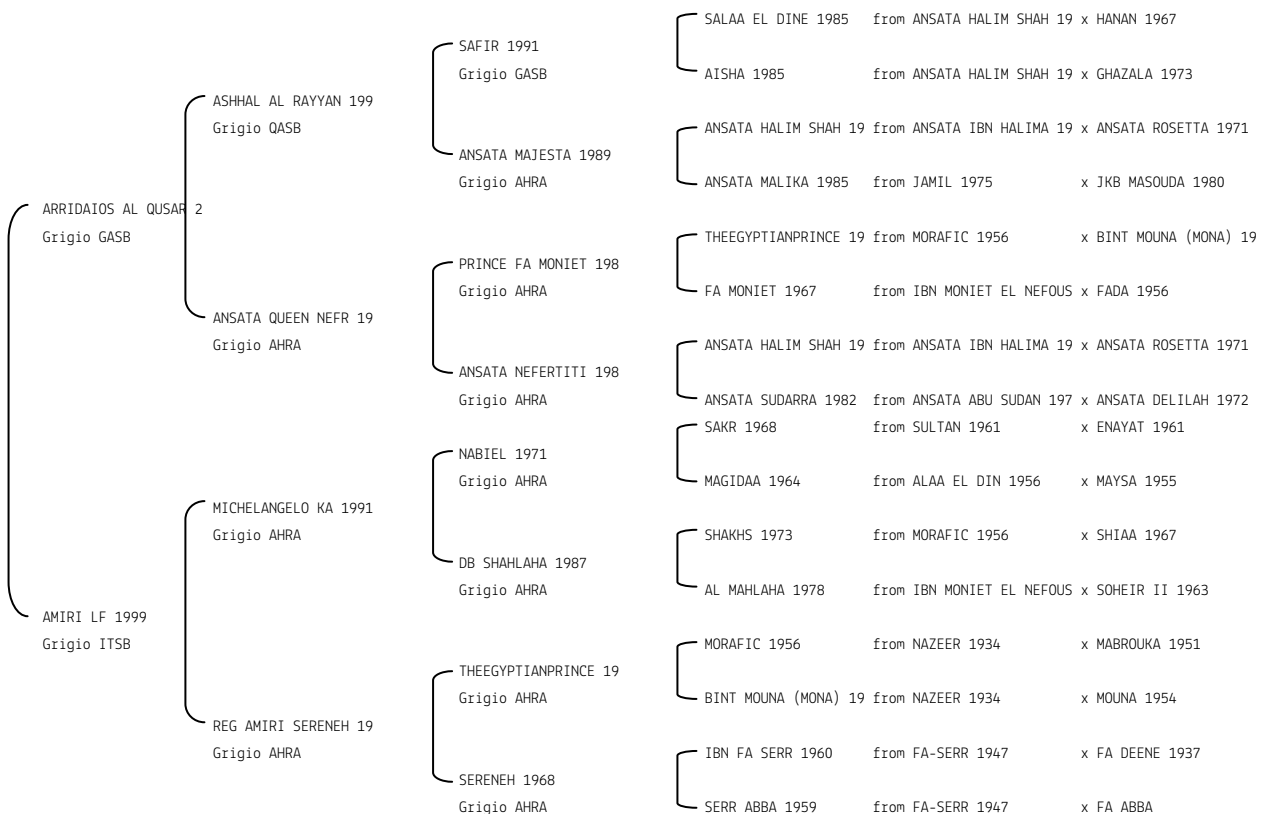 SALAA EL DINE 1985 from ANSATA HALIM SHAH 19 x HANAN 1967
SAFIR 1991
Grigio GASB
AISHA 1985 from ANSATA HALIM SHAH 19 x GHAZALA 1973
ASHHAL AL RAYYAN 199
Grigio QASB
ANSATA HALIM SHAH 19 from ANSATA IBN HALIMA 19 x ANSATA ROSETTA 1971
ANSATA MAJESTA 1989
Grigio AHRA
ANSATA MALIKA 1985 from JAMIL 1975 x JKB MASOUDA 1980
ARRIDAIOS AL QUSAR 2
Grigio GASB
THEEGYPTIANPRINCE 19 from MORAFIC 1956 x BINT MOUNA (MONA) 19
PRINCE FA MONIET 198
Grigio AHRA
FA MONIET 1967 from IBN MONIET EL NEFOUS x FADA 1956
ANSATA QUEEN NEFR 19
Grigio AHRA
ANSATA HALIM SHAH 19 from ANSATA IBN HALIMA 19 x ANSATA ROSETTA 1971
ANSATA NEFERTITI 198
Grigio AHRA
ANSATA SUDARRA 1982 from ANSATA ABU SUDAN 197 x ANSATA DELILAH 1972
SAKR 1968 from SULTAN 1961 x ENAYAT 1961
NABIEL 1971
Grigio AHRA
MAGIDAA 1964 from ALAA EL DIN 1956 x MAYSA 1955
MICHELANGELO KA 1991
Grigio AHRA
SHAKHS 1973 from MORAFIC 1956 x SHIAA 1967
DB SHAHLAHA 1987
Grigio AHRA
AL MAHLAHA 1978 from IBN MONIET EL NEFOUS x SOHEIR II 1963
AMIRI LF 1999
Grigio ITSB
MORAFIC 1956 from NAZEER 1934 x MABROUKA 1951
THEEGYPTIANPRINCE 19
Grigio AHRA
BINT MOUNA (MONA) 19 from NAZEER 1934 x MOUNA 1954
REG AMIRI SERENEH 19
Grigio AHRA
IBN FA SERR 1960 from FA-SERR 1947 x FA DEENE 1937
SERENEH 1968
Grigio AHRA
SERR ABBA 1959 from FA-SERR 1947 x FA ABBA